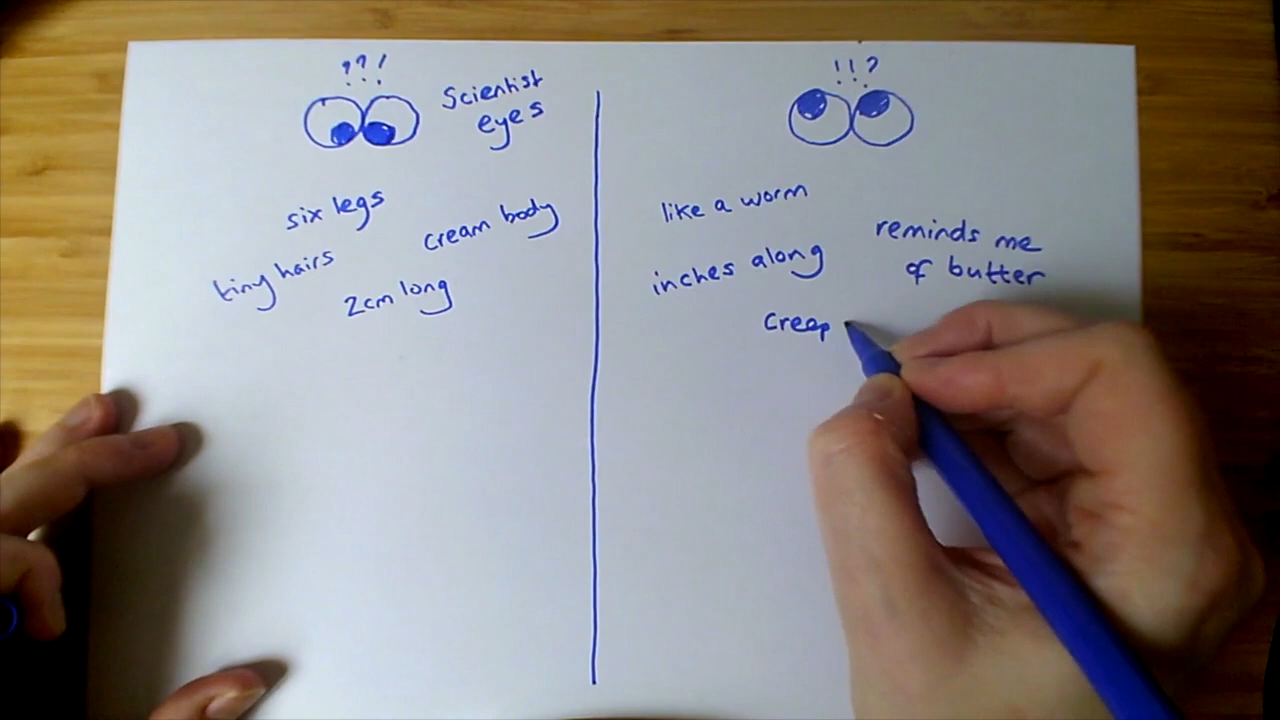 ??!
Scientist
eyes
six legs
cream body
tiny hairs
2cm long
!!?
like a worm
reminds me
of butter
inches along
creep